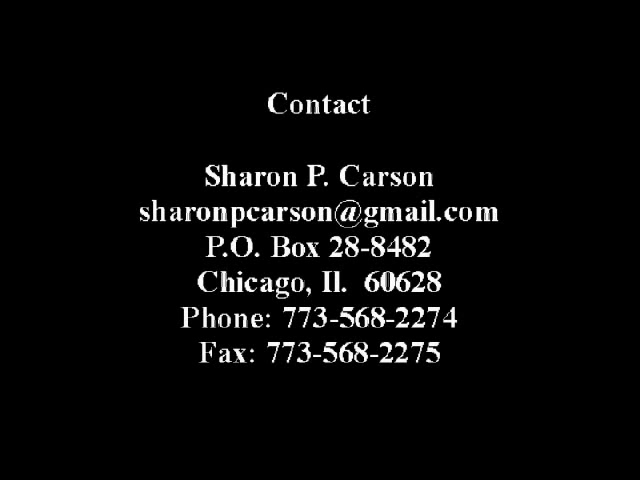 Contact
Sharon P. Carson
sharonpcarson@gmail.com
P.O. Box 28-8482
Chicago, Il.  60628
Phone: 773-568-2274
Fax: 773-568-2275